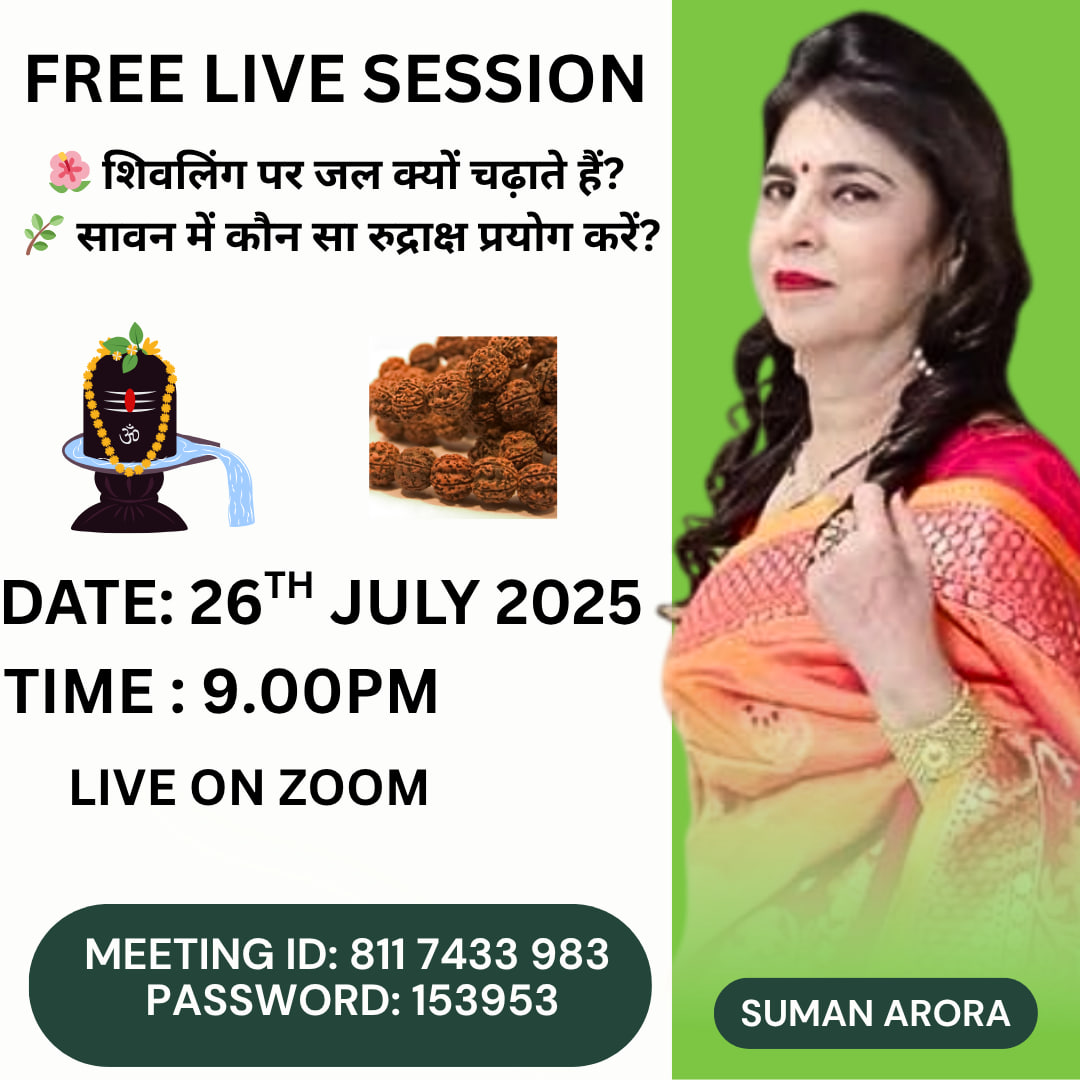 FREE LIVE SESSION
शिवलिंग पर जल क्यों चढ़ाते हैं?
सावन में कौन सा रुद्राक्ष प्रयोग करें?
ॐ
DATE: 26TH JULY 2025
TIME : 9.00PM
LIVE ON ZOOM
MEETING ID: 811 7433 983
PASSWORD: 153953
SUMAN ARORA